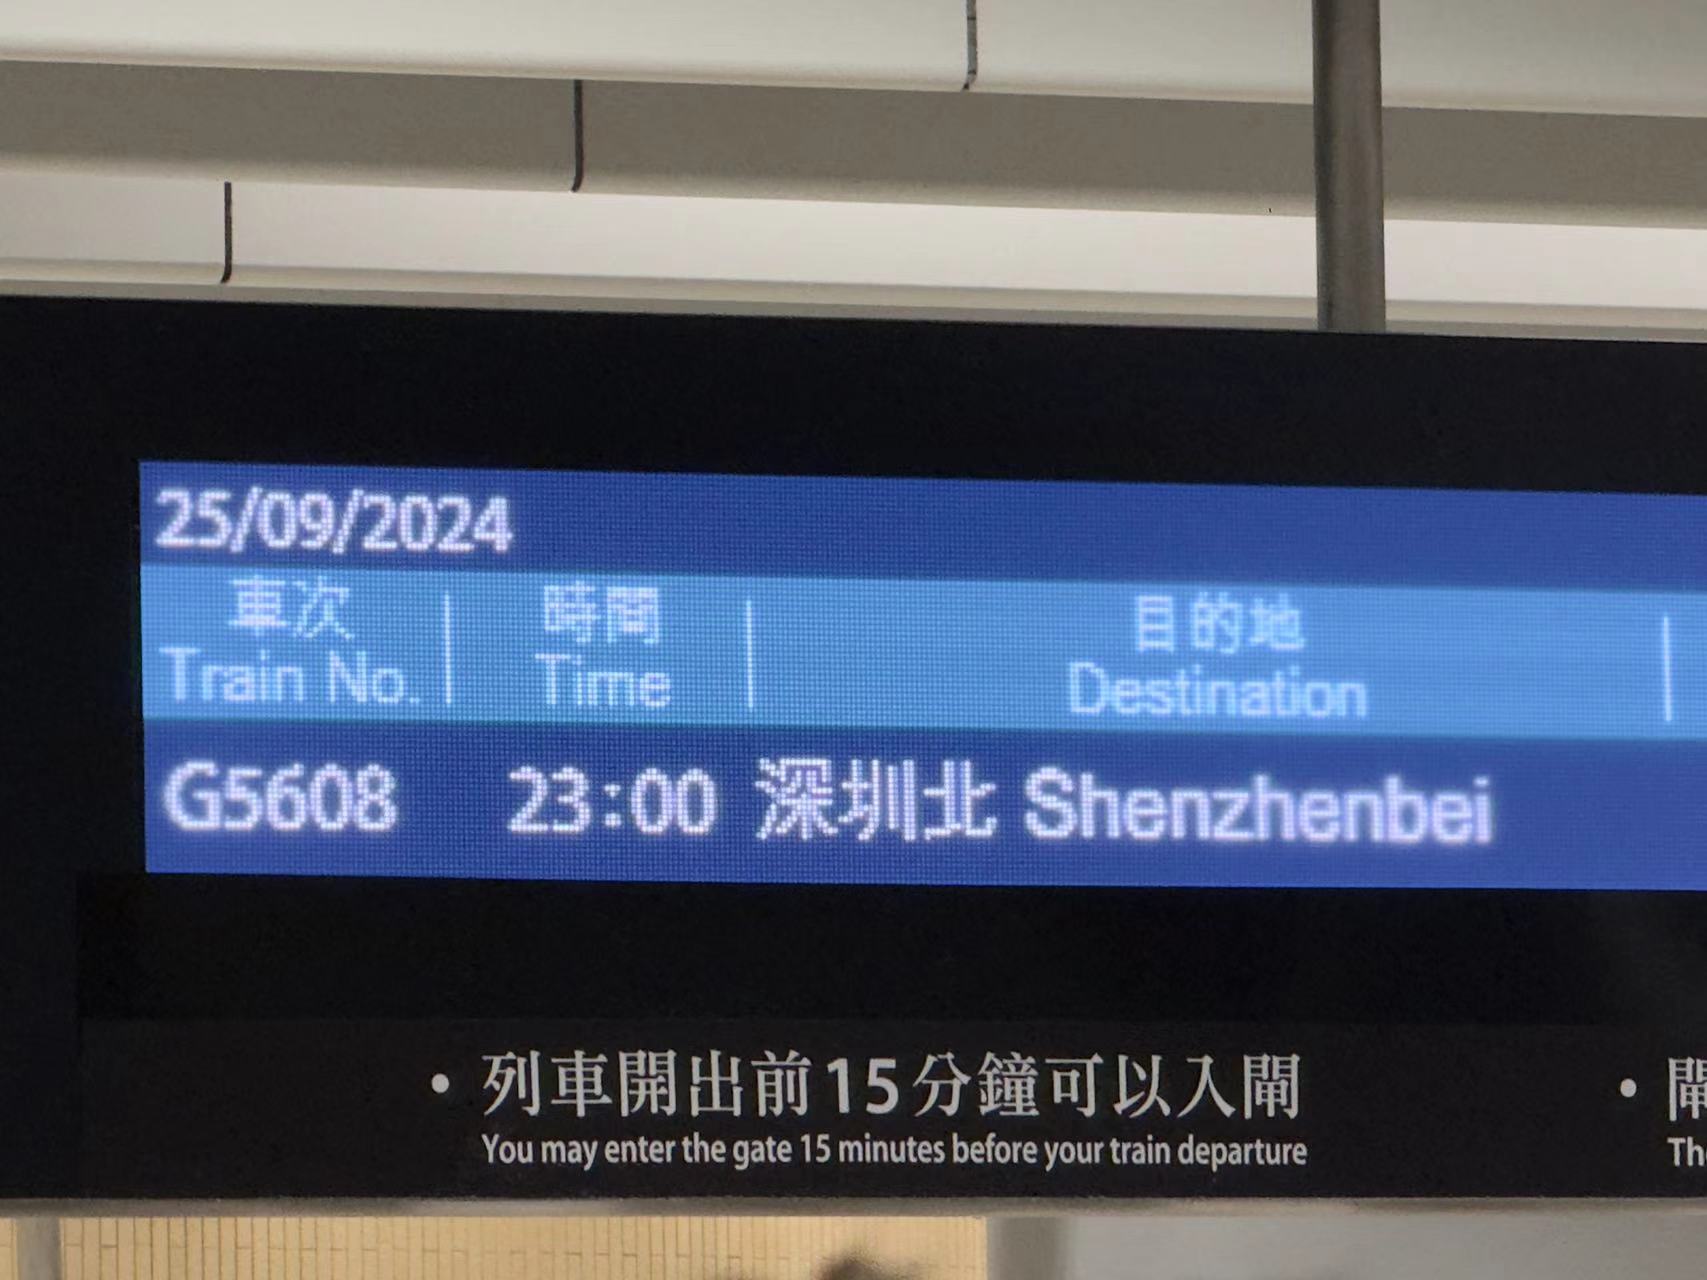 25/09/2024
車次 時間 目的地
Train No. Time Destination
G5608 23:00 深圳北 Shenzhenbei
• 列車開出前15分鐘可以入閘 • 閘
You may enter the gate 15 minutes before your train departure